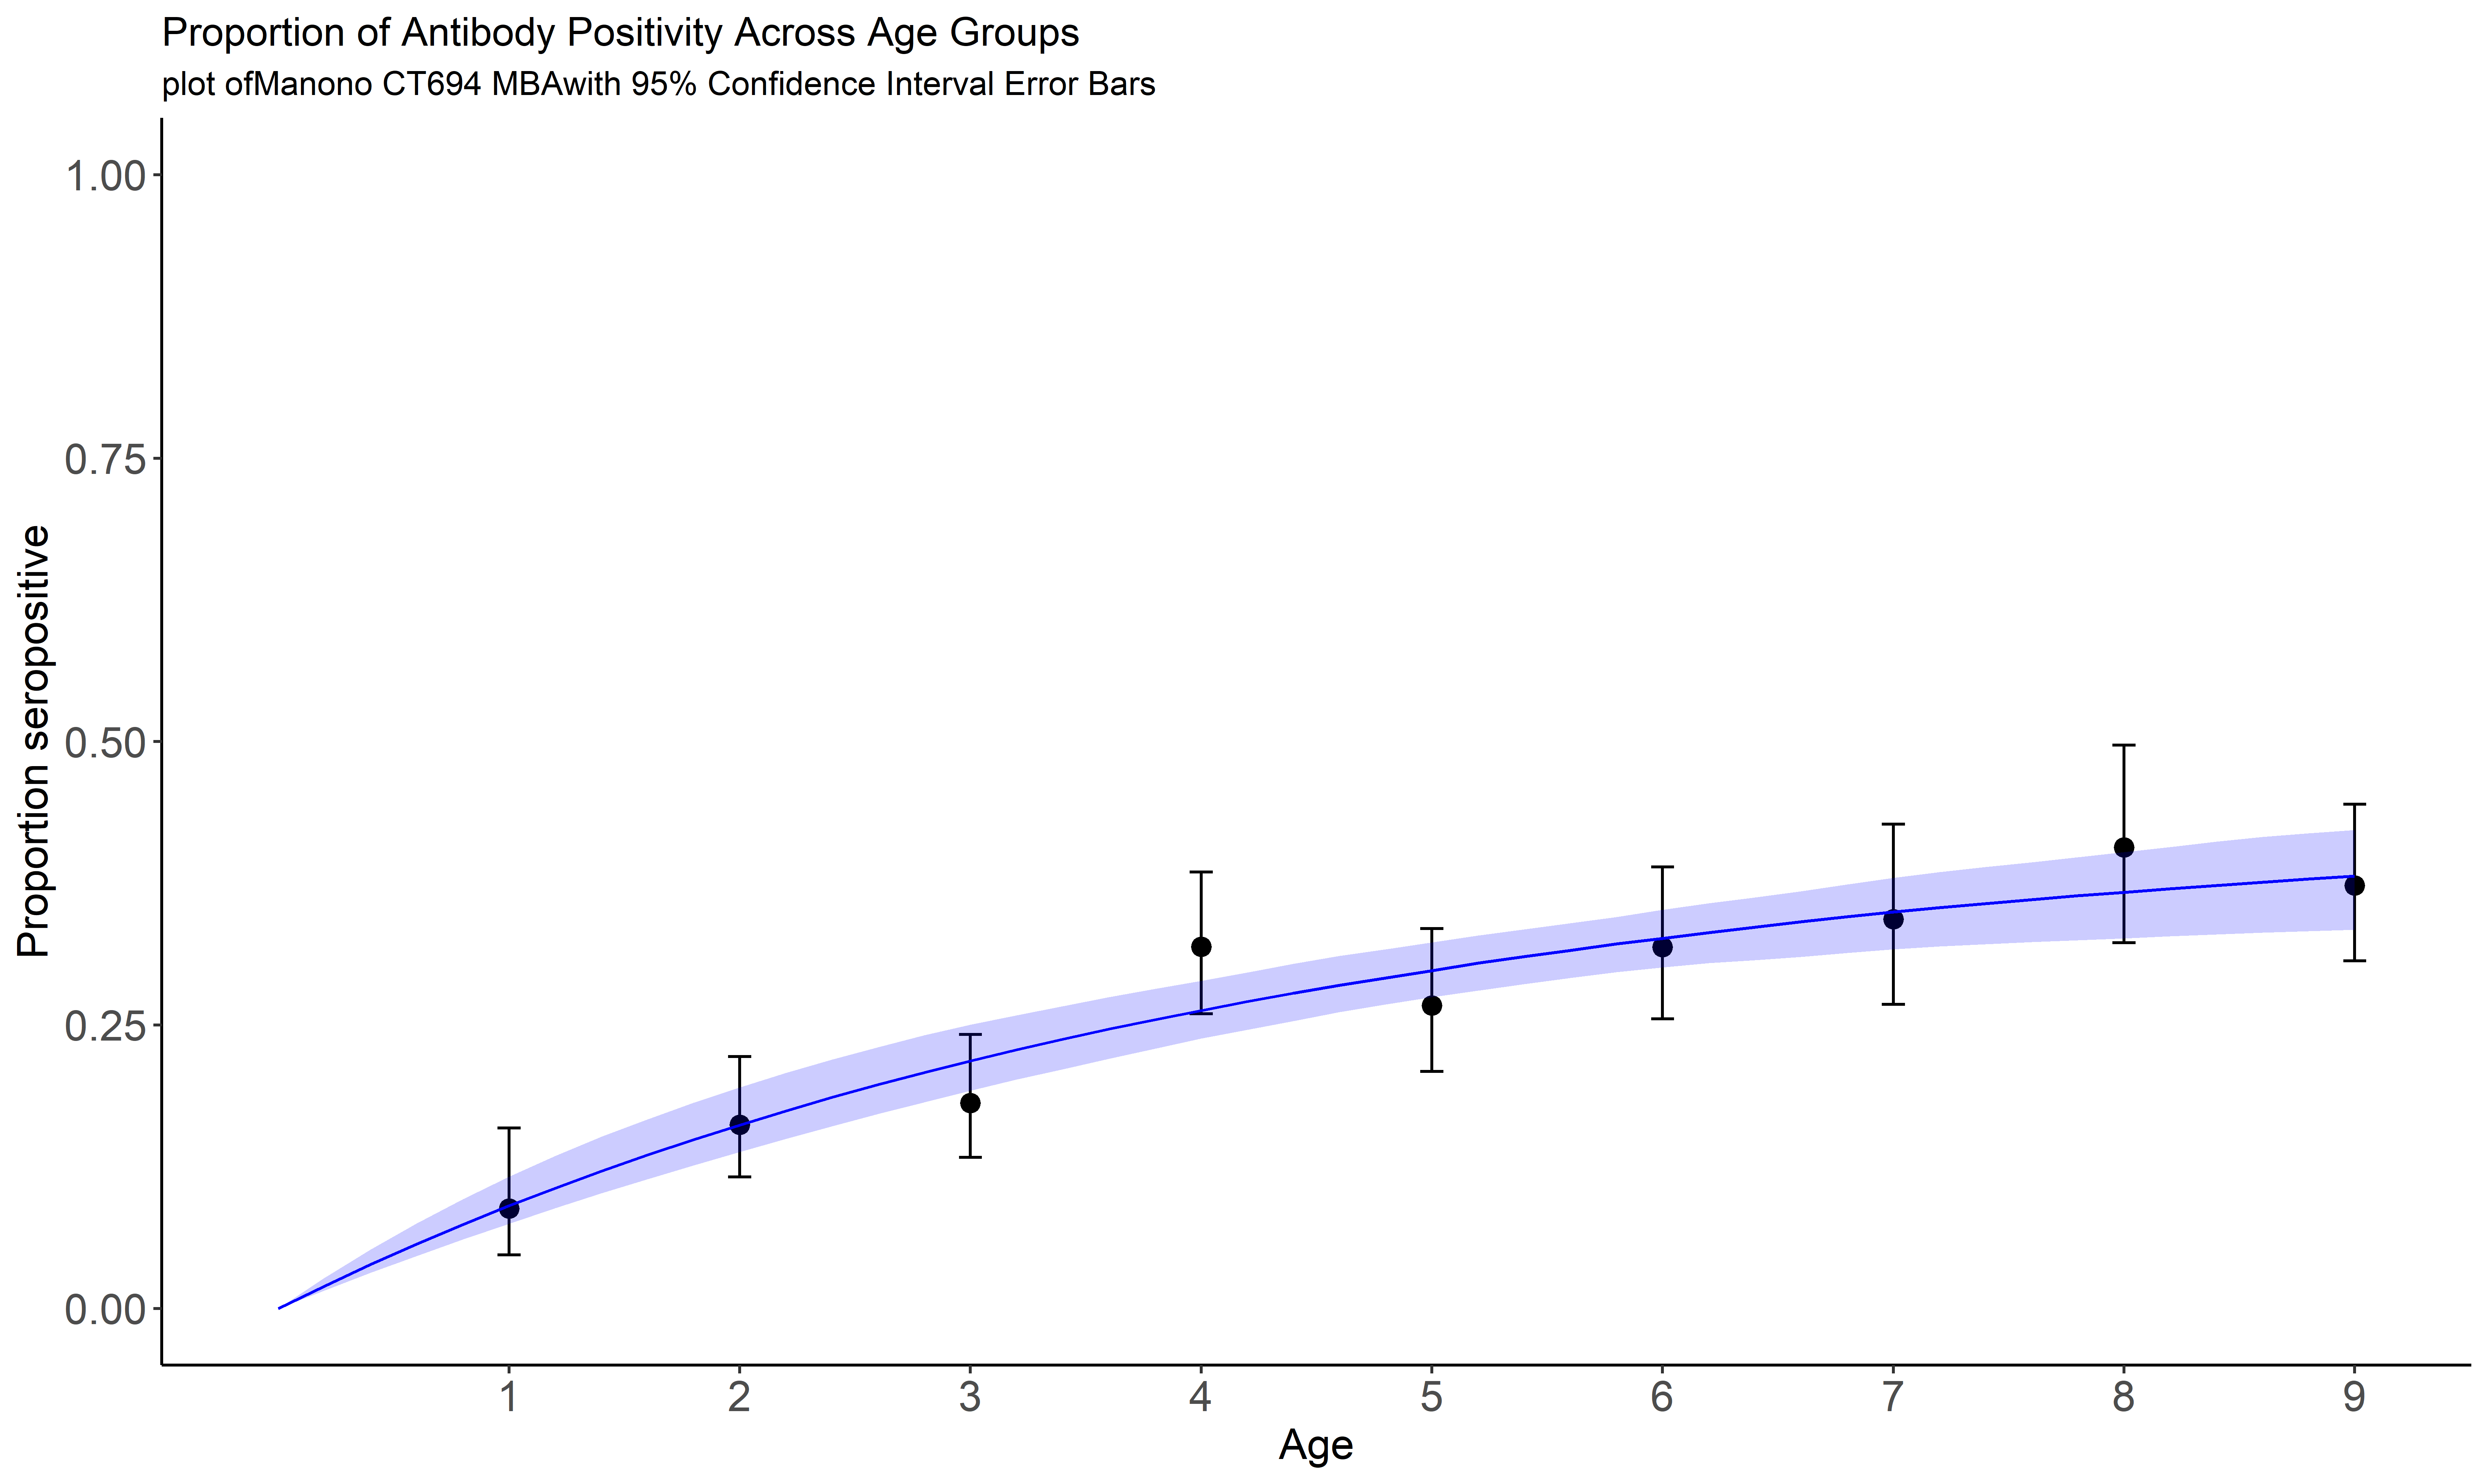 Proportion of Antibody Positivity Across Age Groups
plot ofManono CT694 MBAwith 95% Confidence Interval Error Bars
Proportion seropositive
1.00
0.75
0.50
0.25
0.00
1 2 3 4 5 6 7 8 9
Age